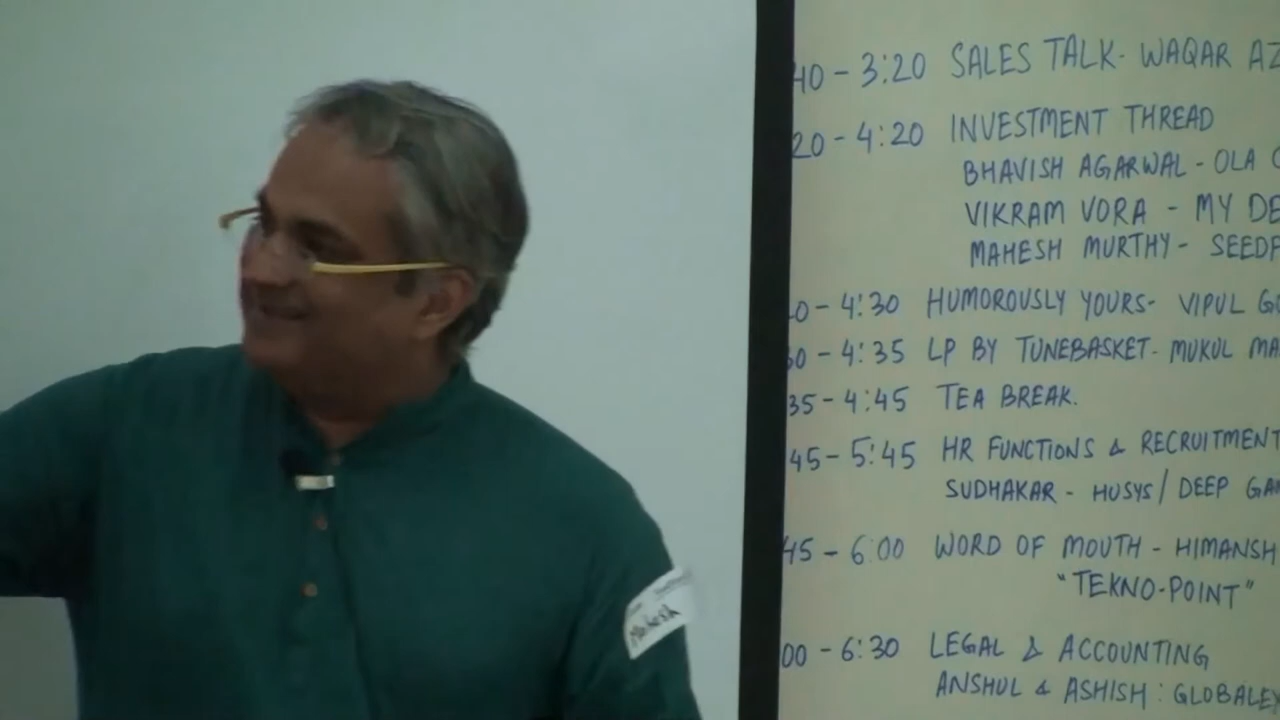 40 - 3:20 SALES TALK - WAQAR AZ
20 - 4:20 INVESTMENT THREAD
BHAVISH AGARWAL - OLA C
VIKRAM VORA - MY DE
MAHESH MURTHY - SEEDF
0 - 4:30 HUMOROUSLY YOURS - VIPUL GO
30 - 4:35 LP BY TUNEBASKET - MUKUL MA
35 - 4:45 TEA BREAK.
45 - 5:45 HR FUNCTIONS & RECRUITMENT
SUDHAKAR - HUSYS / DEEP GA
45 - 6:00 WORD OF MOUTH - HIMANSH
"TEKNO-POINT"
00 - 6:30 LEGAL & ACCOUNTING
ANSHUL & ASHISH : GLOBALE
Mahesh